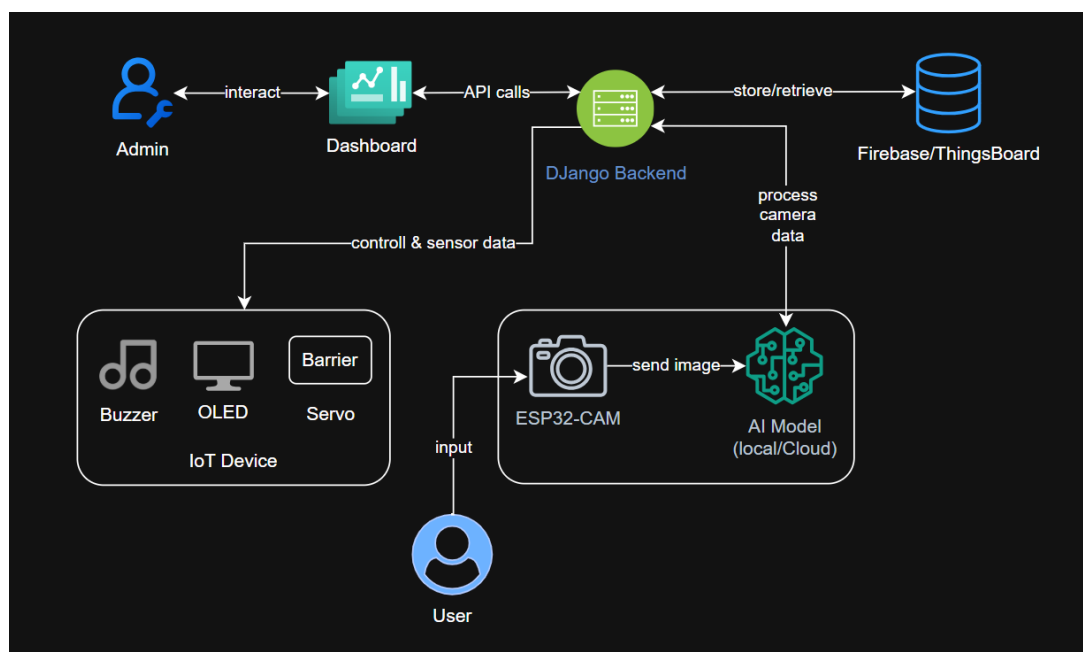 interact
API calls
store/retrieve
Admin
Dashboard
DJango Backend
Firebase/ThingsBoard
process
camera
data
controll & sensor data
Barrier
Buzzer
OLED
Servo
IoT Device
send image
ESP32-CAM
AI Model
(local/Cloud)
input
User